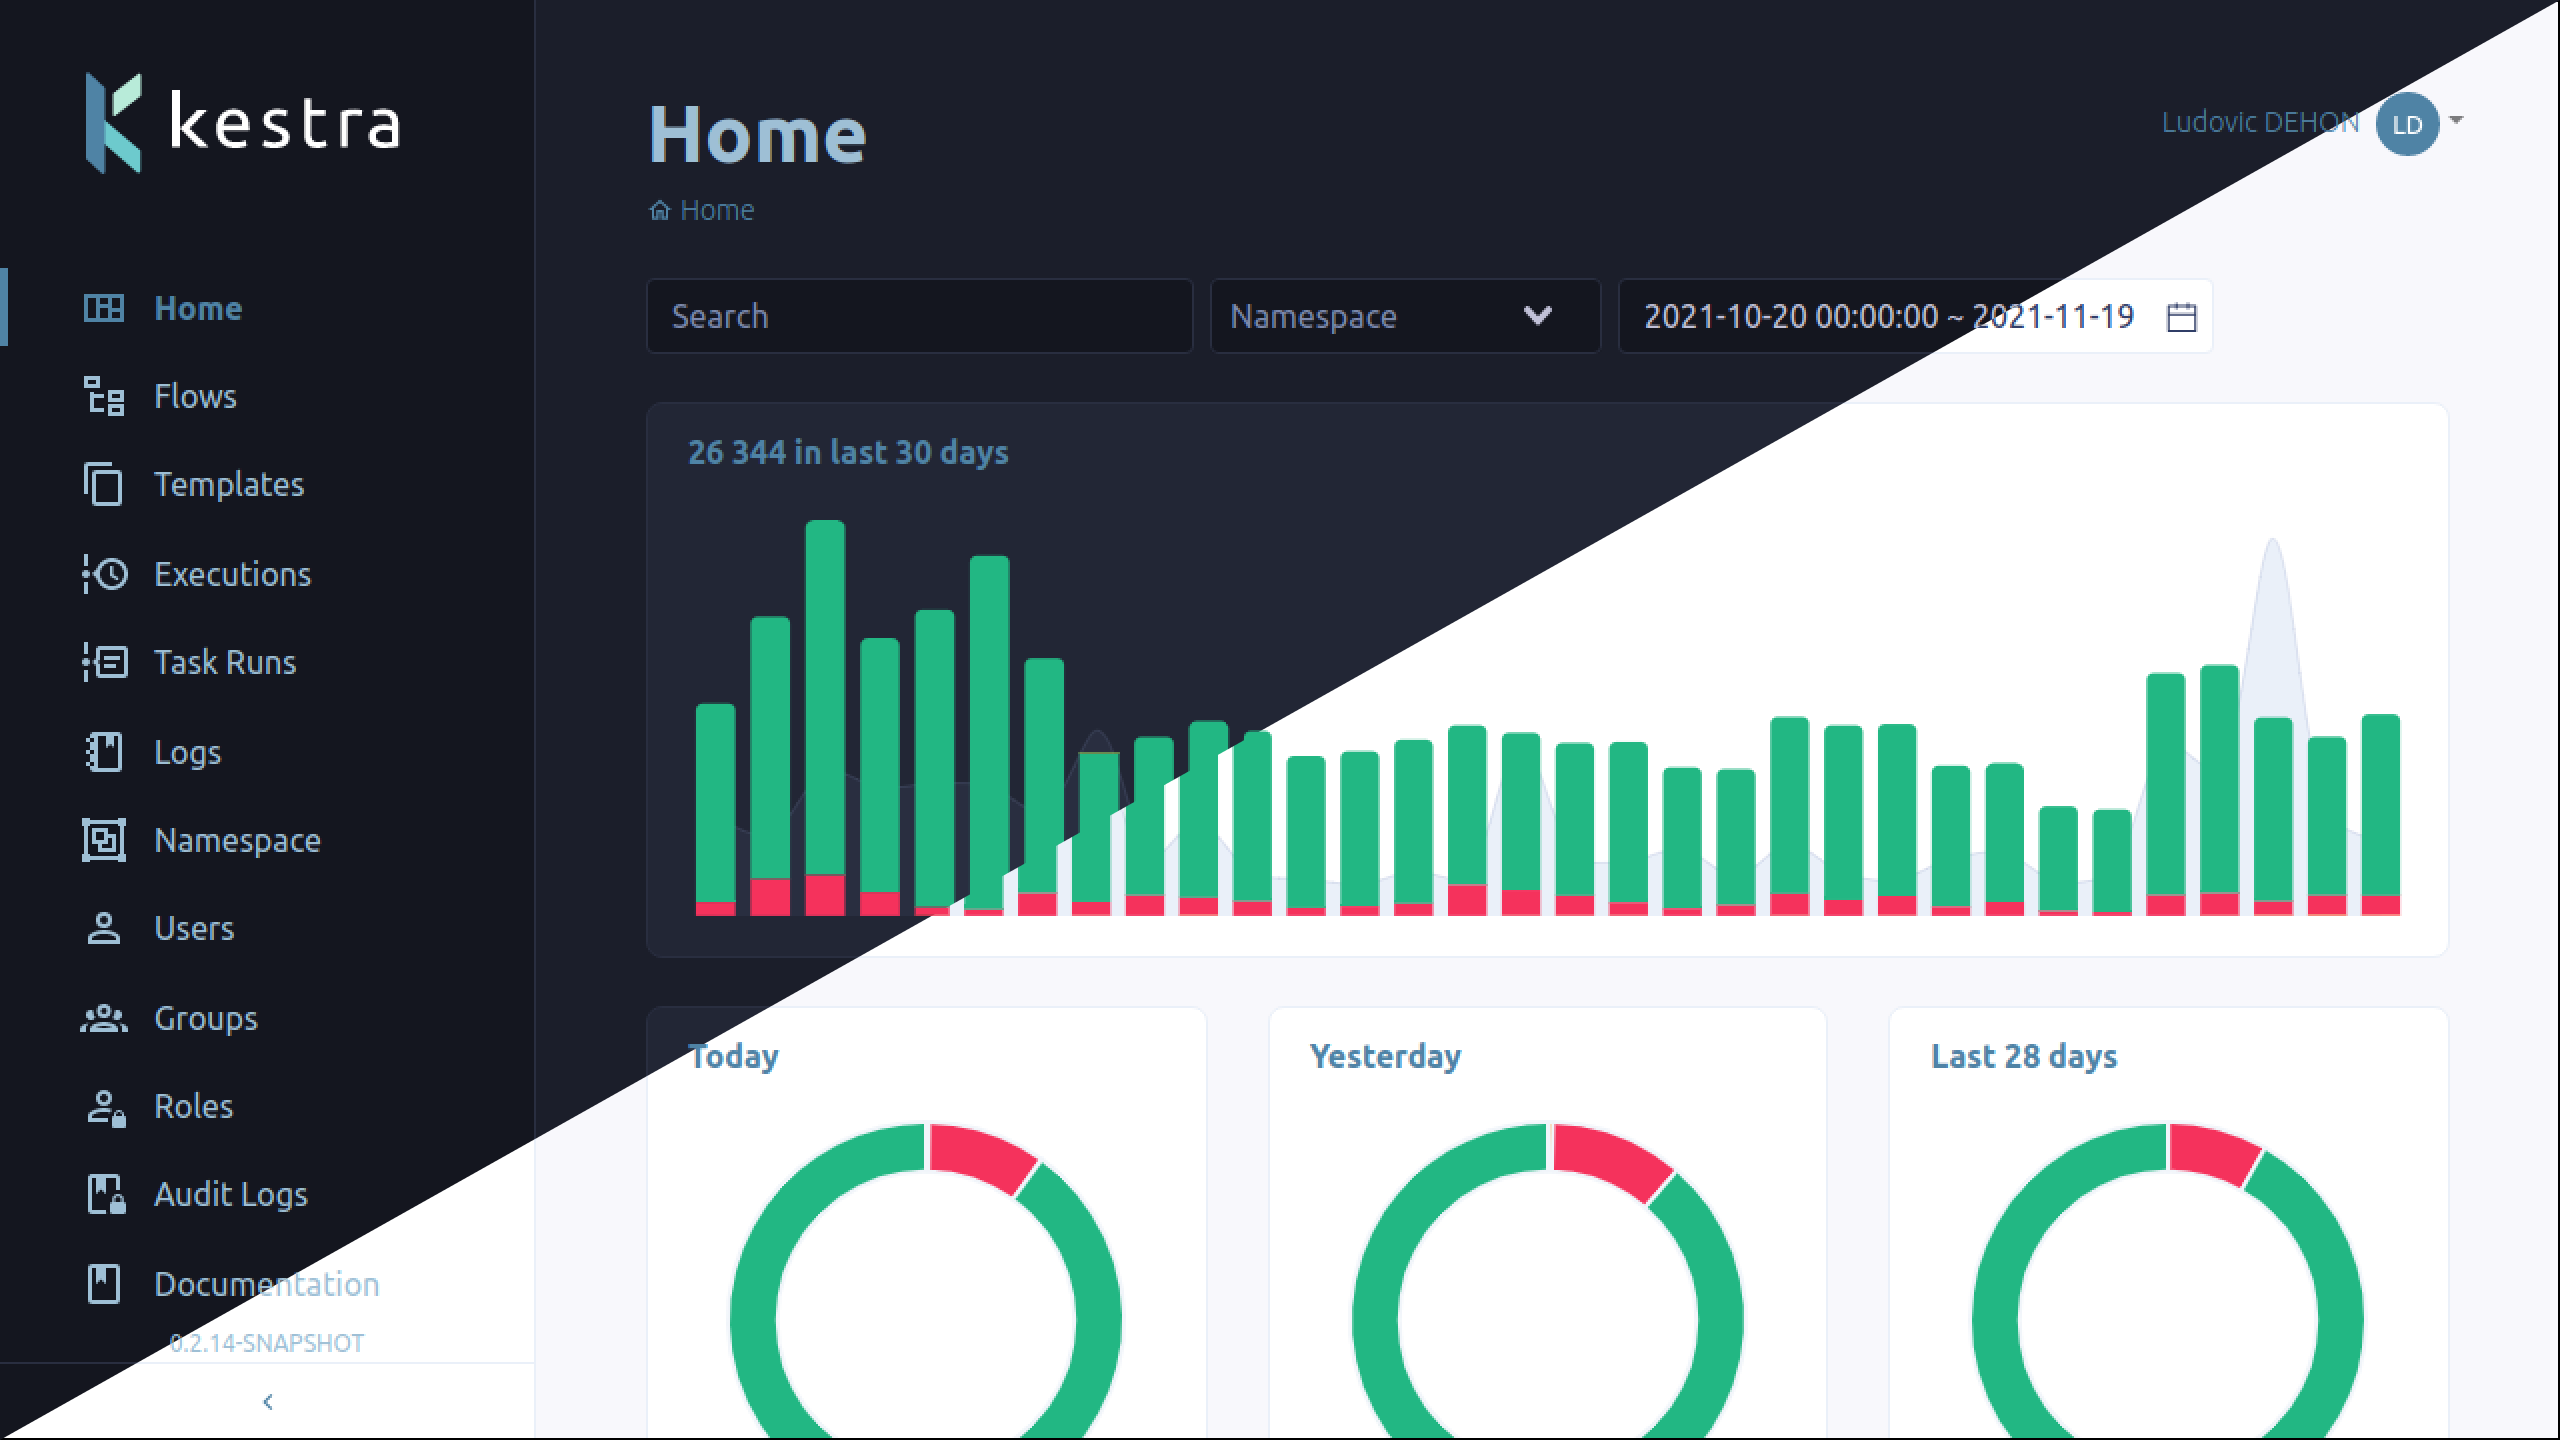 kestra
Home
Flows
Templates
Executions
Task Runs
Logs
Namespace
Users
Groups
Roles
Audit Logs
Documentation
0.2.14-SNAPSHOT
Home
Ludovic DEHON
LD
Home
Search
Namespace
2021-10-20 00:00:00 ~ 2021-11-19
26 344 in last 30 days
Today
Yesterday
Last 28 days